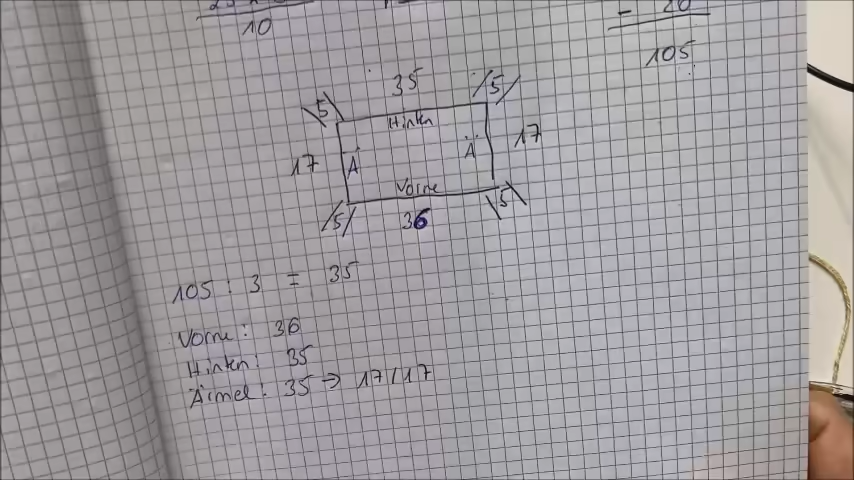 10
- 20
105
35
5
5
Hinten
17
Ä
Ä
17
Vorne
5
5
36
105 : 3 = 35
Vorne: 36
Hinten: 35
Ärmel: 35 → 17/17